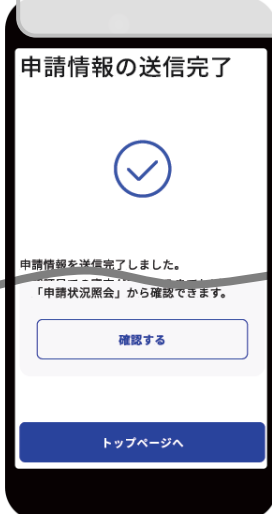 申請情報の送信完了
申請情報を送信完了しました。
「申請状況照会」から確認できます。
確認する
トップページへ